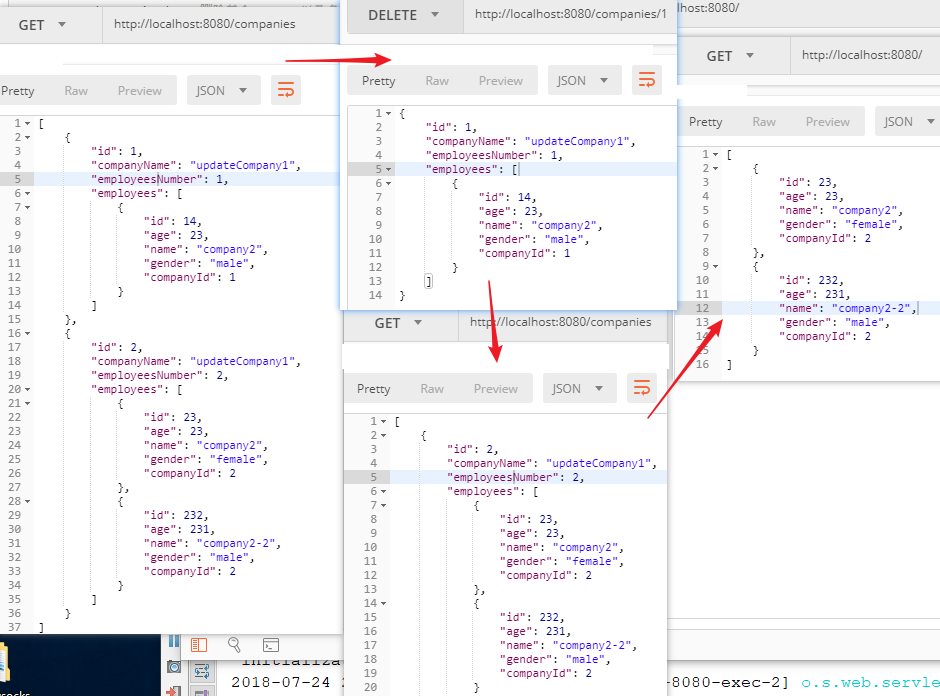 GET
http://localhost:8080/companies
Pretty
Raw
Preview
JSON
1 [
2 {
3 "id": 1,
4 "companyName": "updateCompany1",
5 "employeesNumber": 1,
6 "employees": [
7 {
8 "id": 14,
9 "age": 23,
10 "name": "company2",
11 "gender": "male",
12 "companyId": 1
13 }
14 ]
15 },
16 {
17 "id": 2,
18 "companyName": "updateCompany1",
19 "employeesNumber": 2,
20 "employees": [
21 {
22 "id": 23,
23 "age": 23,
24 "name": "company2",
25 "gender": "female",
26 "companyId": 2
27 },
28 {
29 "id": 232,
30 "age": 231,
31 "name": "company2-2",
32 "gender": "male",
33 "companyId": 2
34 }
35 ]
36 }
37 ]
DELETE
http://localhost:8080/companies/1
Pretty
Raw
Preview
JSON
1 {
2 "id": 1,
3 "companyName": "updateCompany1",
4 "employeesNumber": 1,
5 "employees": [
6 {
7 "id": 14,
8 "age": 23,
9 "name": "company2",
10 "gender": "male",
11 "companyId": 1
12 }
13 ]
14 }
GET
http://localhost:8080/companies
Pretty
Raw
Preview
JSON
1 [
2 {
3 "id": 2,
4 "companyName": "updateCompany1",
5 "employeesNumber": 2,
6 "employees": [
7 {
8 "id": 23,
9 "age": 23,
10 "name": "company2",
11 "gender": "female",
12 "companyId": 2
13 },
14 {
15 "id": 232,
16 "age": 231,
17 "name": "company2-2",
18 "gender": "male",
19 "companyId": 2
20 }
lhost:8080/
GET
http://localhost:8080/
Pretty
Raw
Preview
JSON
1 [
2 {
3 "id": 23,
4 "age": 23,
5 "name": "company2",
6 "gender": "female",
7 "companyId": 2
8 },
9 {
10 "id": 232,
11 "age": 231,
12 "name": "company2-2",
13 "gender": "male",
14 "companyId": 2
15 }
16 ]
initializa
2018-07-24
-8080-exec-2] o.s.web.servle
socks